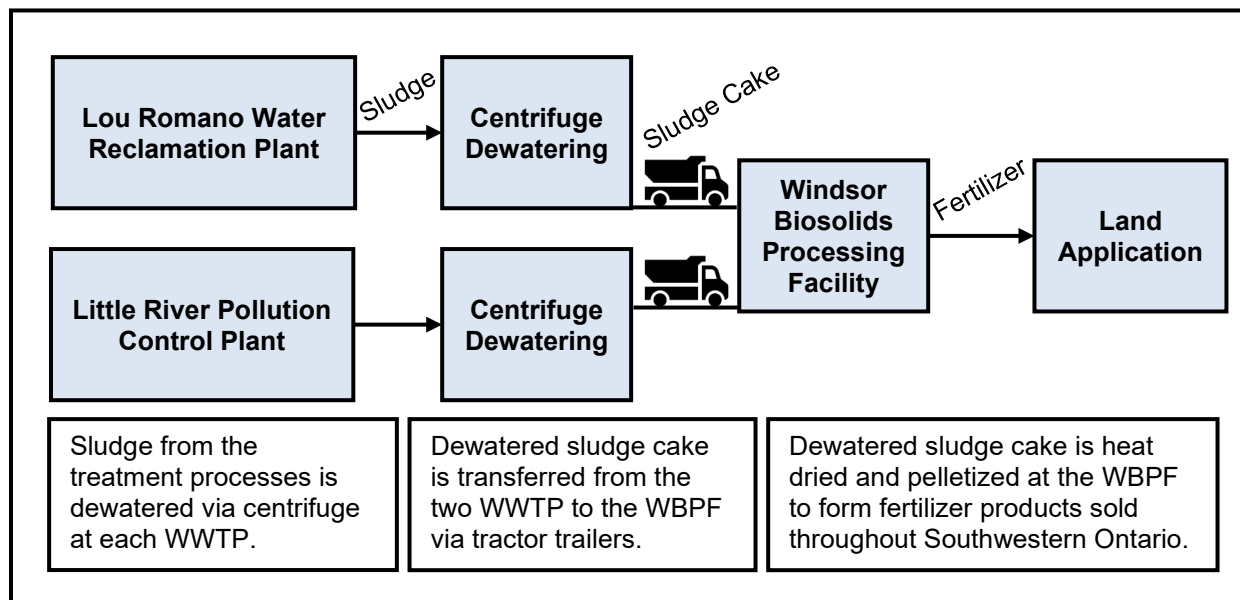 Lou Romano Water
Reclamation Plant
Sludge
Centrifuge
Dewatering
Sludge Cake
Windsor
Biosolids
Processing
Facility
Fertilizer
Land
Application
Little River Pollution
Control Plant
Centrifuge
Dewatering
Sludge from the
treatment processes is
dewatered via centrifuge
at each WWTP.
Dewatered sludge cake
is transferred from the
two WWTP to the WBPF
via tractor trailers.
Dewatered sludge cake is heat
dried and pelletized at the WBPF
to form fertilizer products sold
throughout Southwestern Ontario.